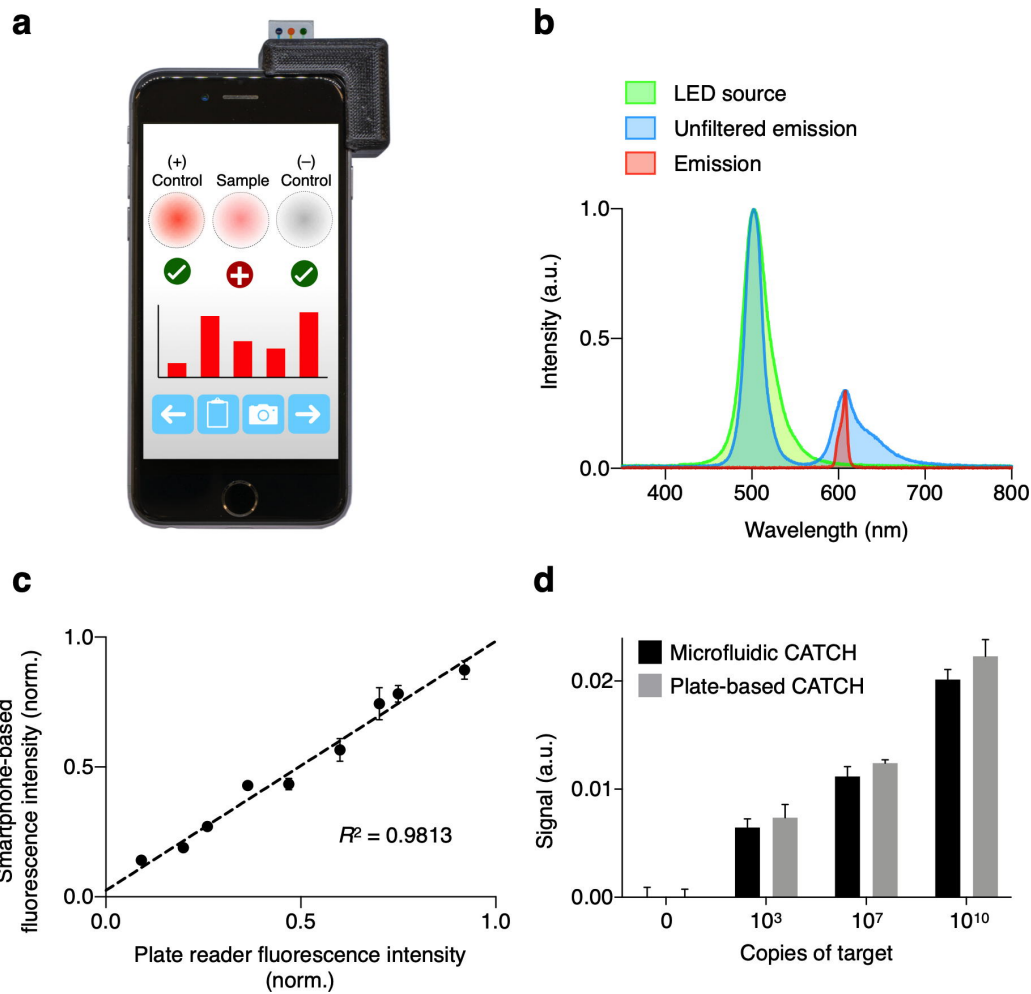 a
(+)
Control
Sample
(–)
Control
b
LED source
Unfiltered emission
Emission
Intensity (a.u.)
1.0
0.5
0.0
400
500
600
700
800
Wavelength (nm)
c
Smartphone-based
fluorescence intensity (norm.)
1.0
0.5
0.0
R² = 0.9813
0.0
0.5
1.0
Plate reader fluorescence intensity
(norm.)
d
Microfluidic CATCH
Plate-based CATCH
Signal (a.u.)
0.02
0.01
0.00
0
10³
10⁷
10¹⁰
Copies of target